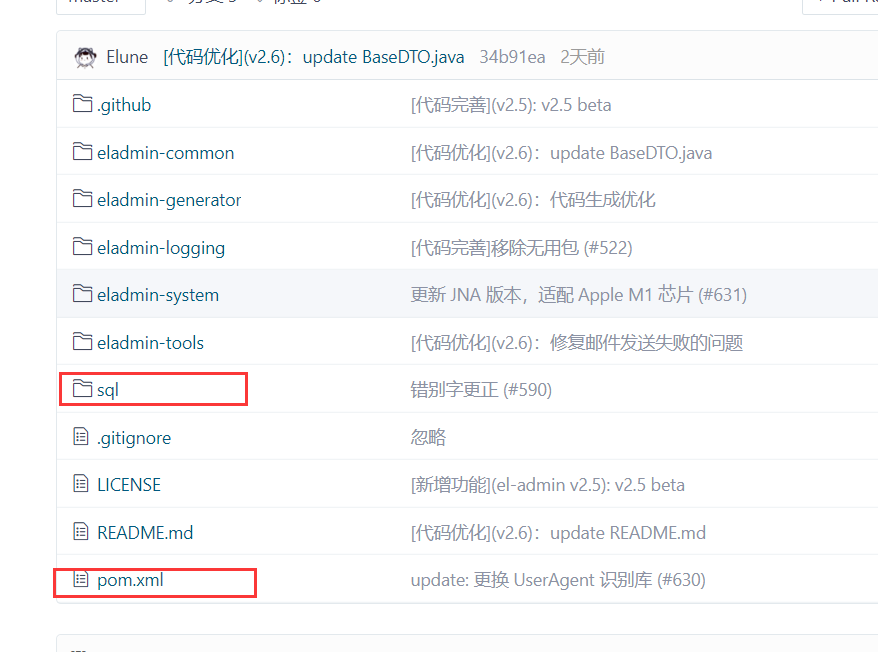 Elune [代码优化](v2.6)：update BaseDTO.java 34b91ea 2天前
.github [代码完善](v2.5): v2.5 beta
eladmin-common [代码优化](v2.6)：update BaseDTO.java
eladmin-generator [代码优化](v2.6)：代码生成优化
eladmin-logging [代码完善]移除无用包 (#522)
eladmin-system 更新 JNA 版本，适配 Apple M1 芯片 (#631)
eladmin-tools [代码优化](v2.6)：修复邮件发送失败的问题
sql 错别字更正 (#590)
.gitignore 忽略
LICENSE [新增功能](el-admin v2.5): v2.5 beta
README.md [代码优化](v2.6)：update README.md
pom.xml update: 更换 UserAgent 识别库 (#630)